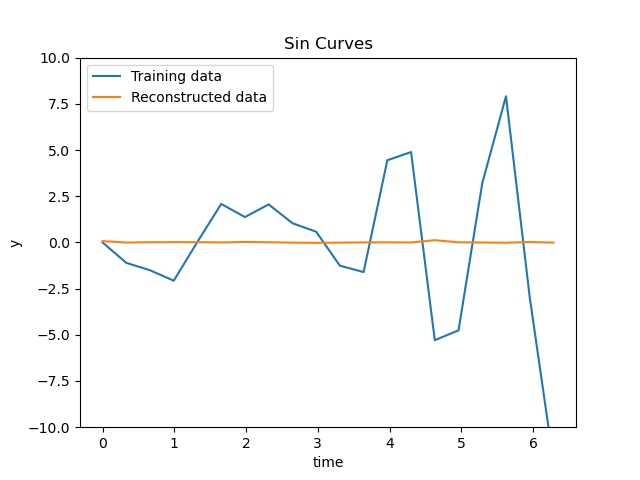 Sin Curves
Training data
Reconstructed data
10.0
7.5
5.0
2.5
0.0
−2.5
−5.0
−7.5
−10.0
y
0 1 2 3 4 5 6
time